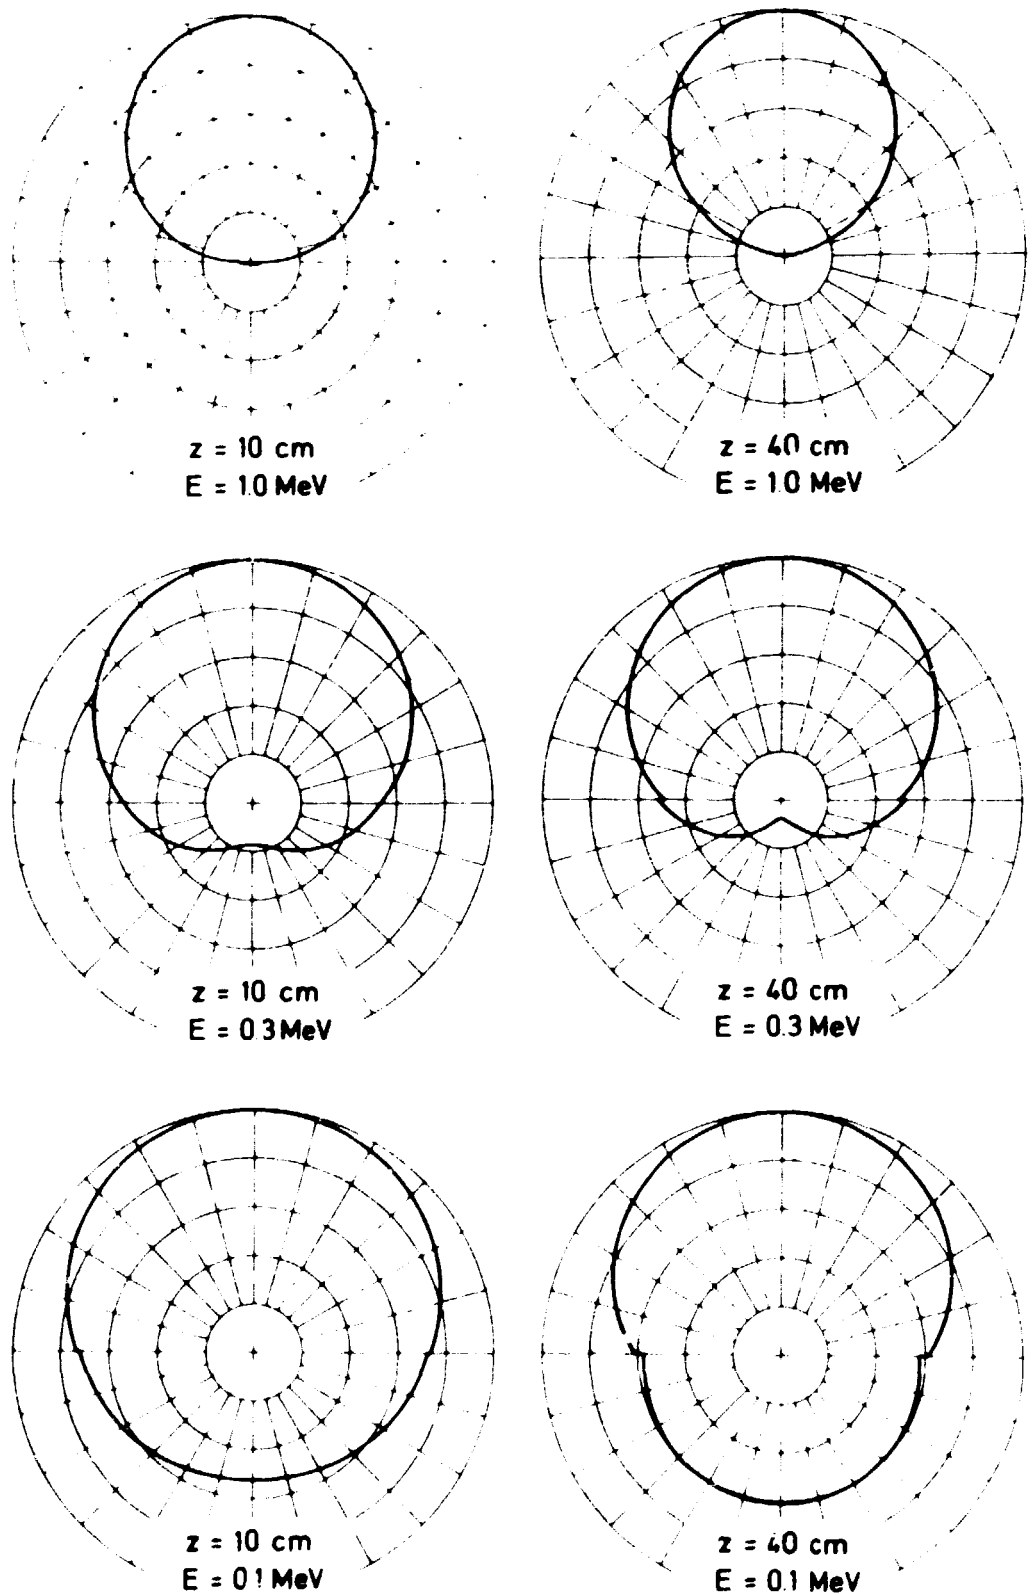 z = 10 cm
E = 1.0 MeV
z = 40 cm
E = 1.0 MeV
z = 10 cm
E = 0.3 MeV
z = 40 cm
E = 0.3 MeV
z = 10 cm
E = 0.1 MeV
z = 40 cm
E = 0.1 MeV